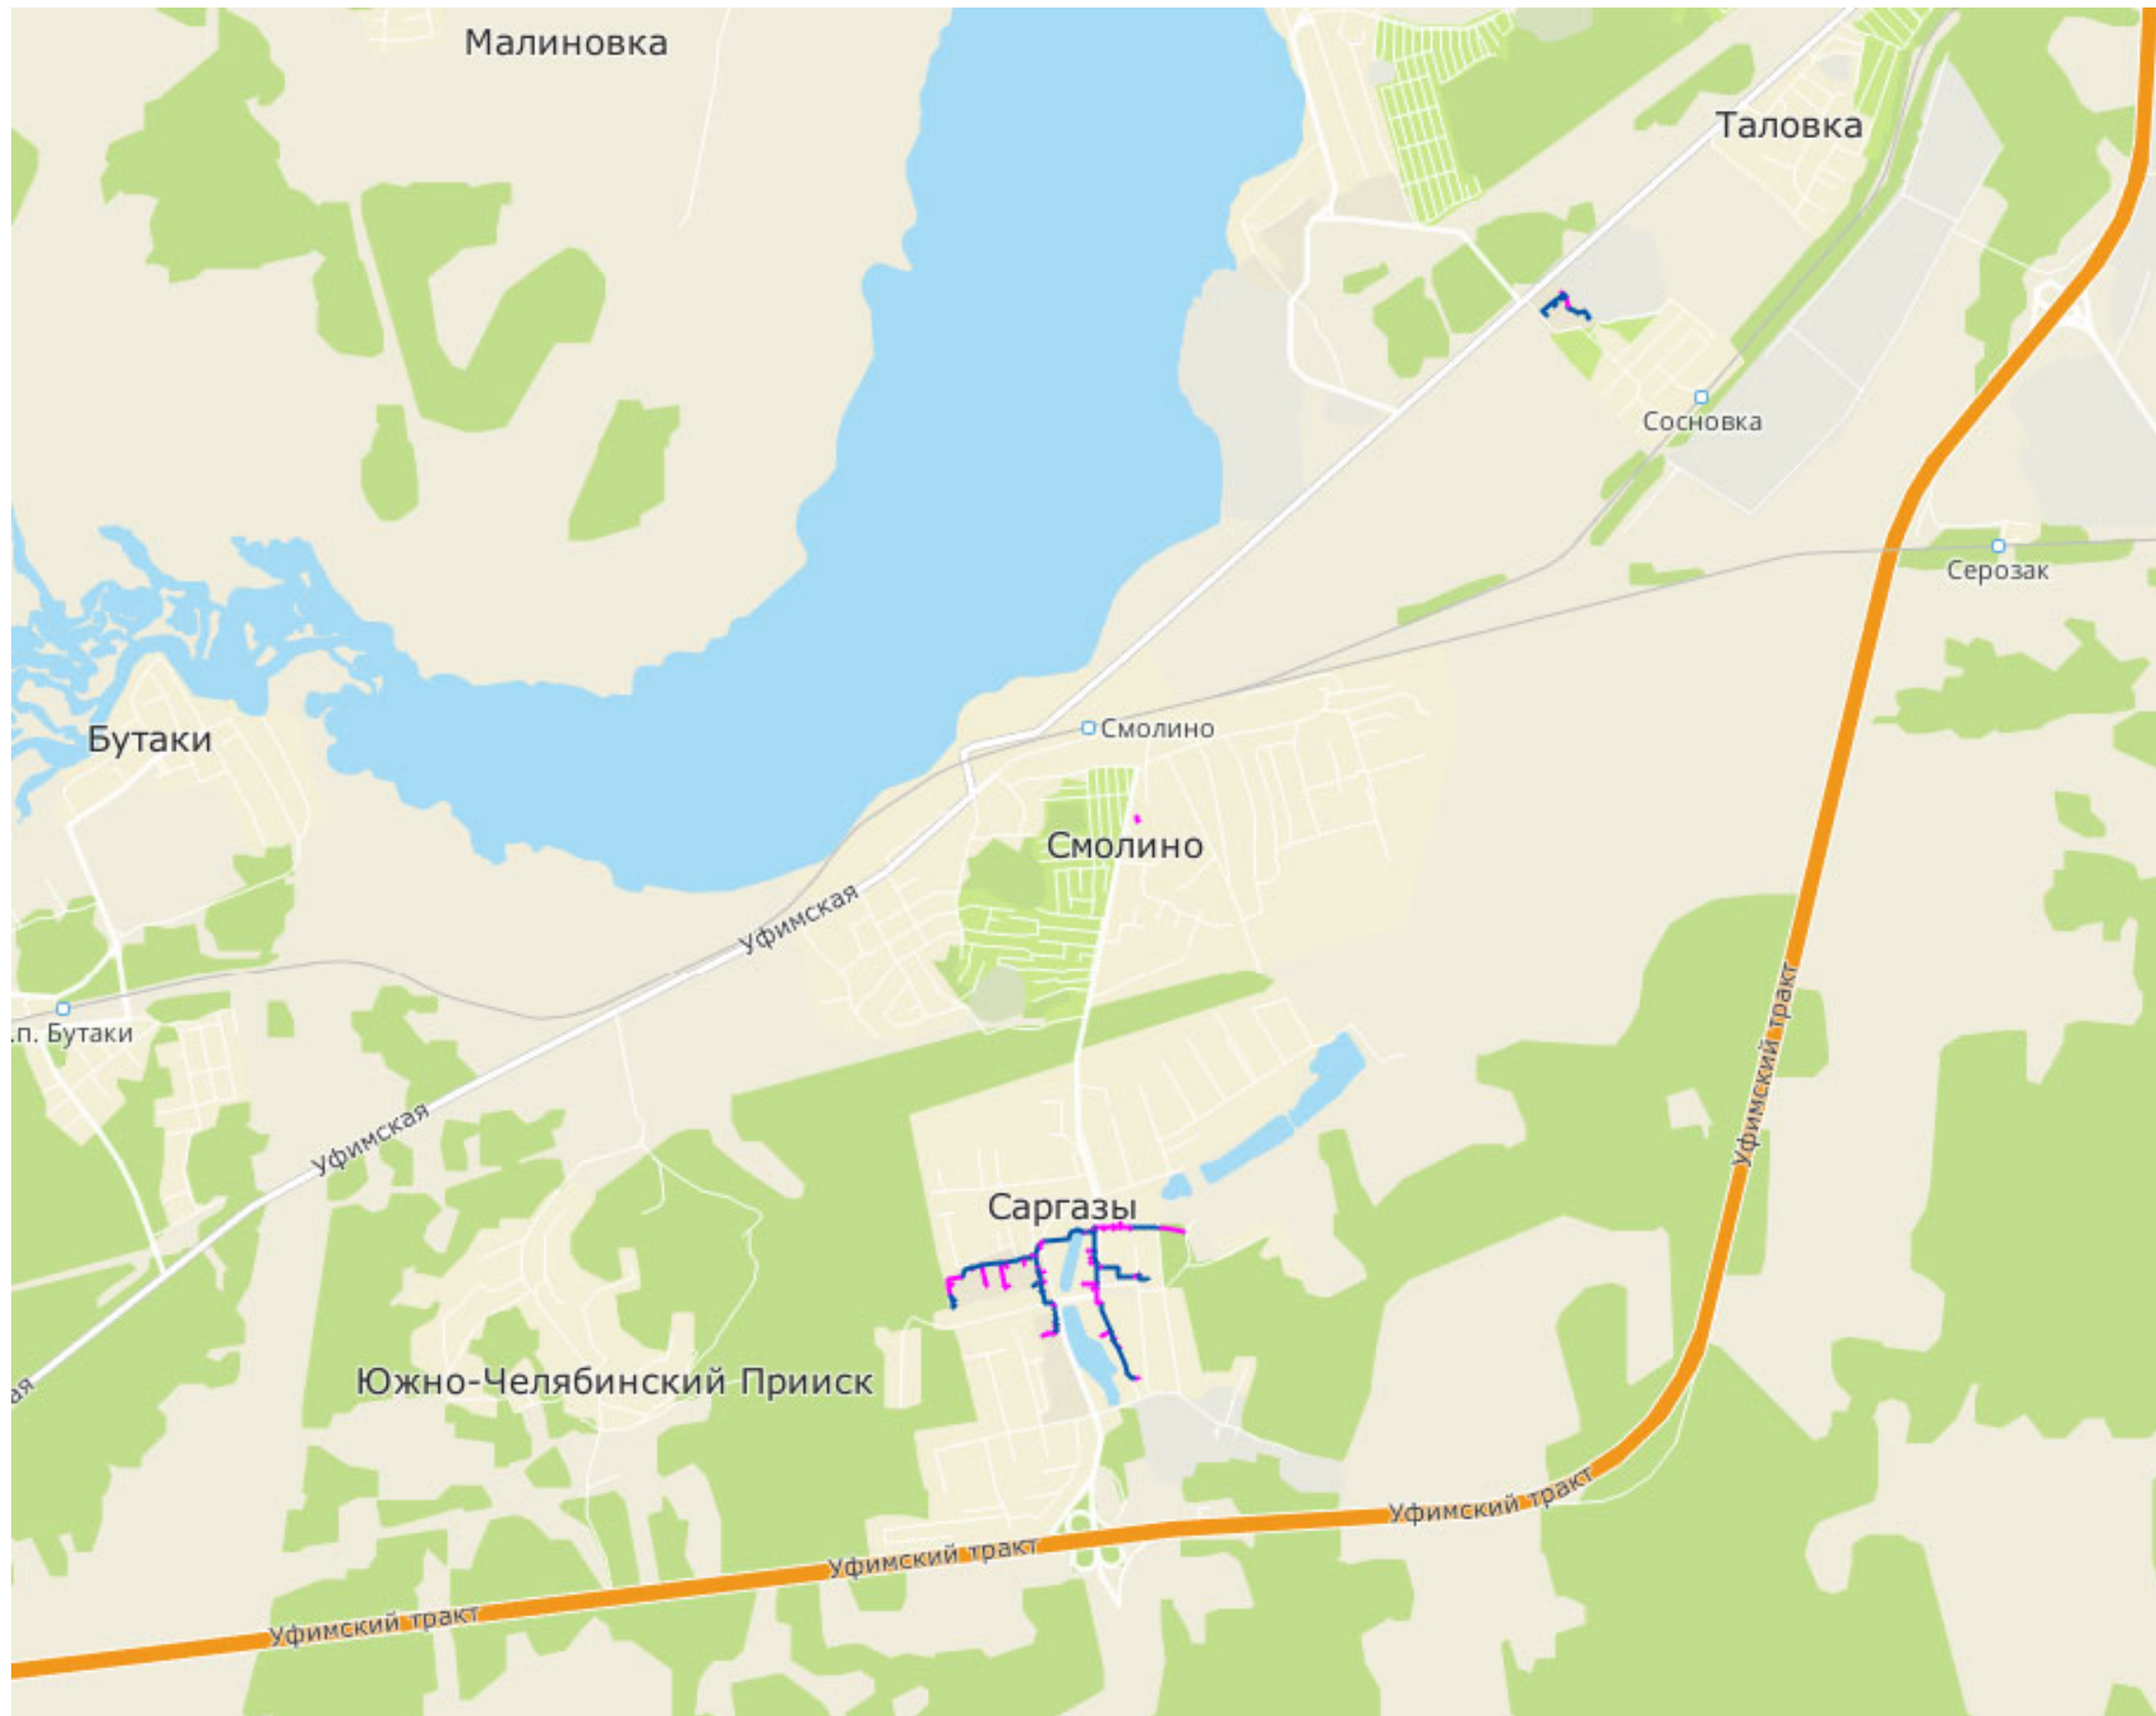 Малиновка
Таловка
Сосновка
Серозак
Бутаки
Смолино
Смолино
Уфимская
Уфимский тракт
.п. Бутаки
Уфимская
Саргазы
Южно-Челябинский Прииск
ая
Уфимский тракт
Уфимский тракт
Уфимский тракт